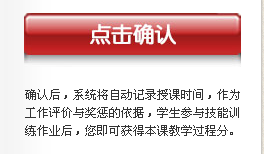 点击确认
确认后，系统将自动记录授课时间，作为
工作评价与奖惩的依据，学生参与技能训
练作业后，您即可获得本课教学过程分。